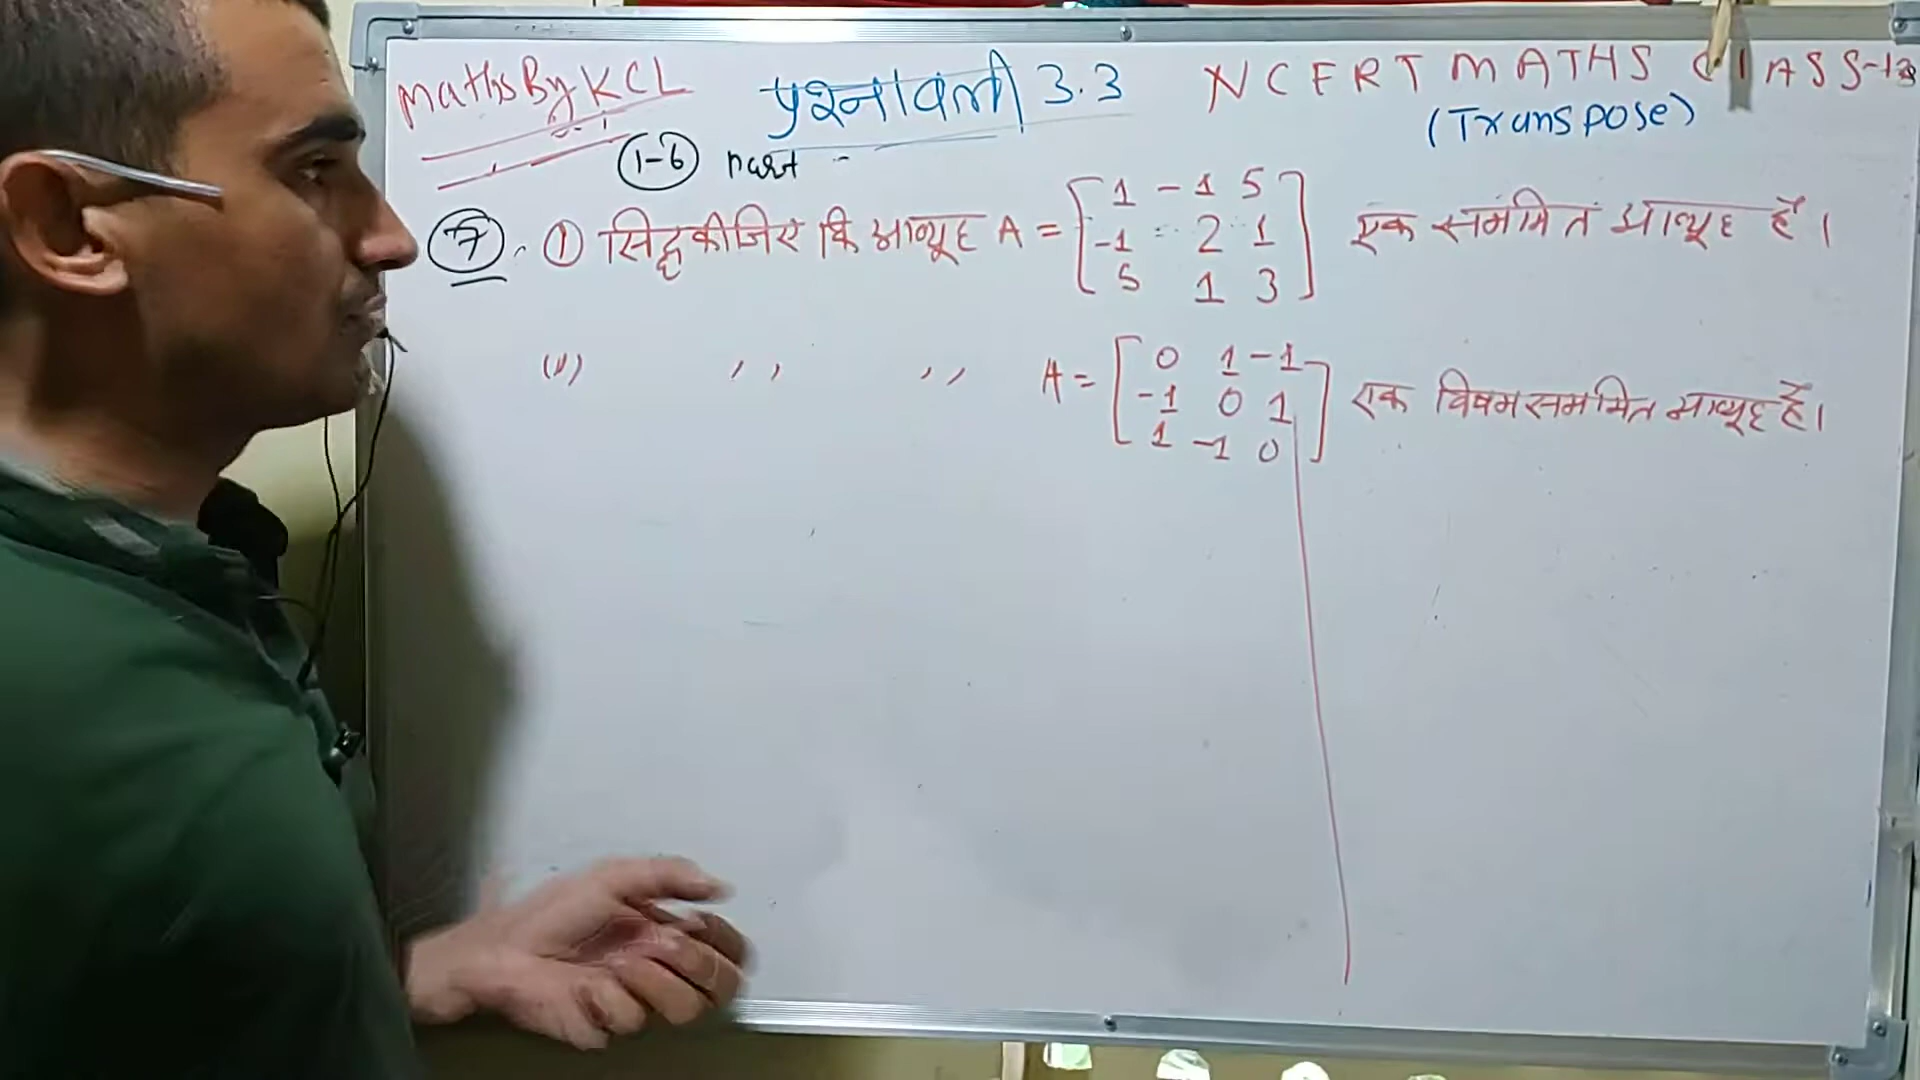 Maths By KCL प्रश्नावली 3.3 NCERT MATHS CLASS-12
(Transpose)
(1-6) part -
7. ① सिद्ध कीजिए कि आव्यूह A = [1 -1 5 / -1 2 1 / 5 1 3] एक सममित आव्यूह है।
(ii) ,, ,, A = [0 1 -1 / -1 0 1 / 1 -1 0] एक विषम सममित आव्यूह है।